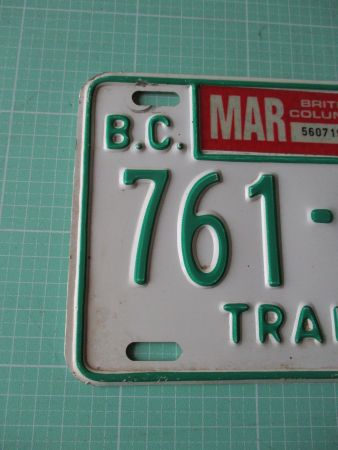 MAR BRIT
COLUM
56071
B.C.
761-
TRA